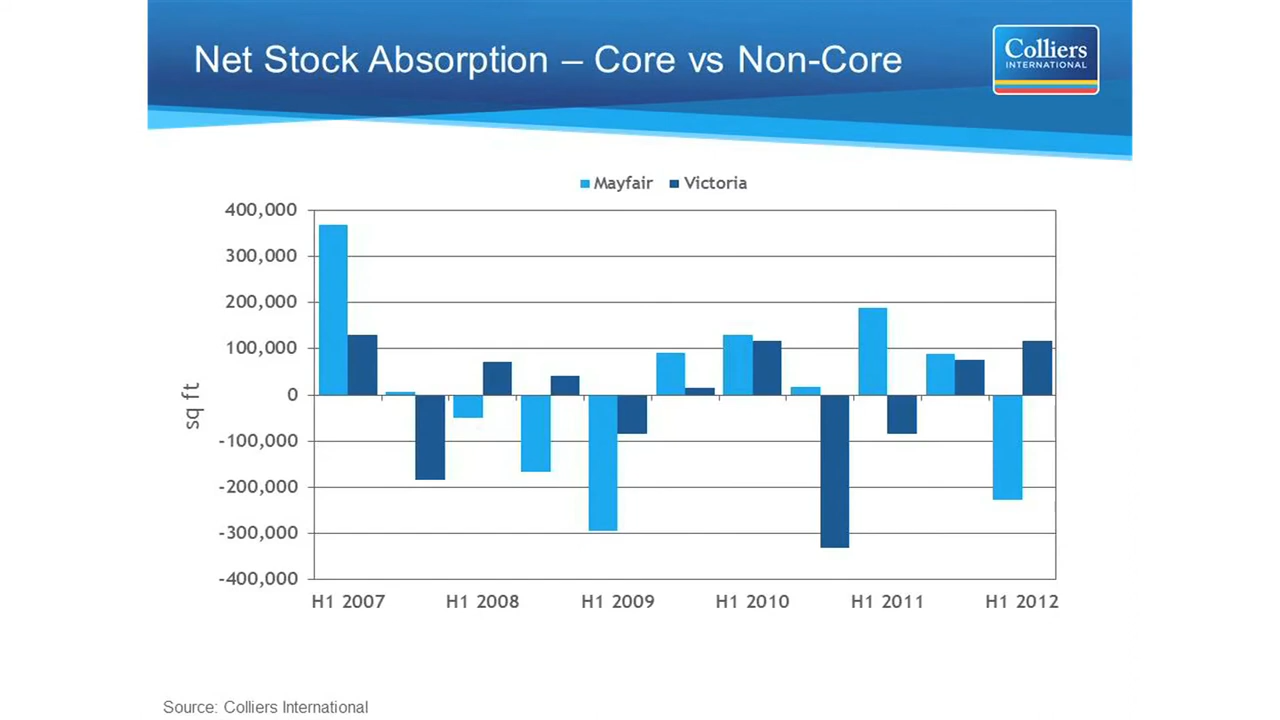 Net Stock Absorption – Core vs Non-Core
Colliers
INTERNATIONAL
Mayfair Victoria
400,000
300,000
200,000
100,000
0
-100,000
-200,000
-300,000
-400,000
sq ft
H1 2007 H1 2008 H1 2009 H1 2010 H1 2011 H1 2012
Source: Colliers International